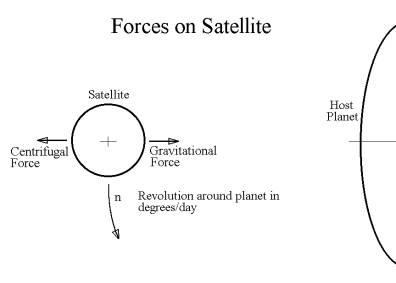 Forces on Satellite
Satellite
Host
Planet
Centrifugal
Force
Gravitational
Force
n
Revolution around planet in
degrees/day